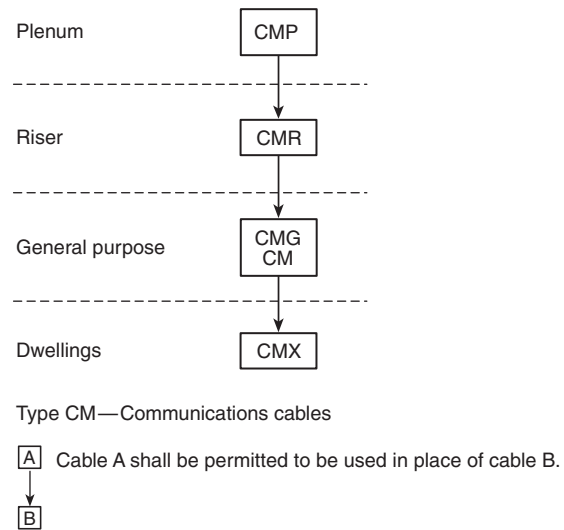 Plenum CMP
Riser CMR
General purpose CMG
CM
Dwellings CMX
Type CM—Communications cables
A Cable A shall be permitted to be used in place of cable B.
B